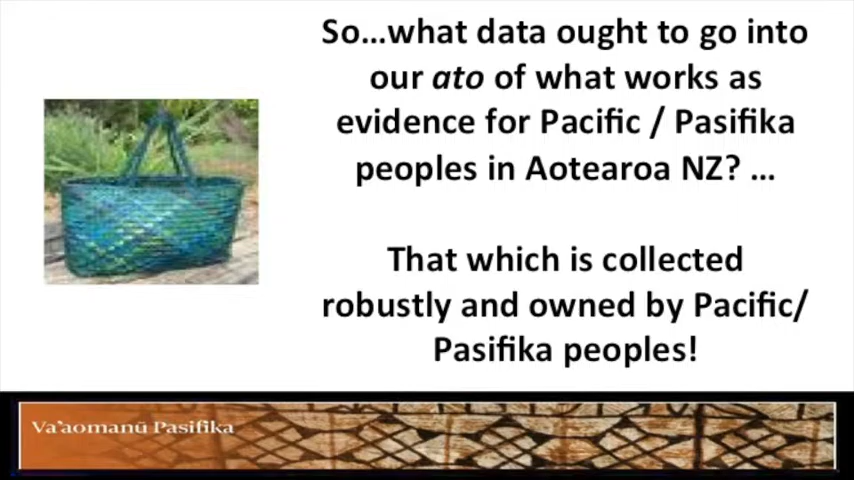 So…what data ought to go into
our ato of what works as
evidence for Pacific / Pasifika
peoples in Aotearoa NZ? …
That which is collected
robustly and owned by Pacific/
Pasifika peoples!
Va’aomanū Pasifika